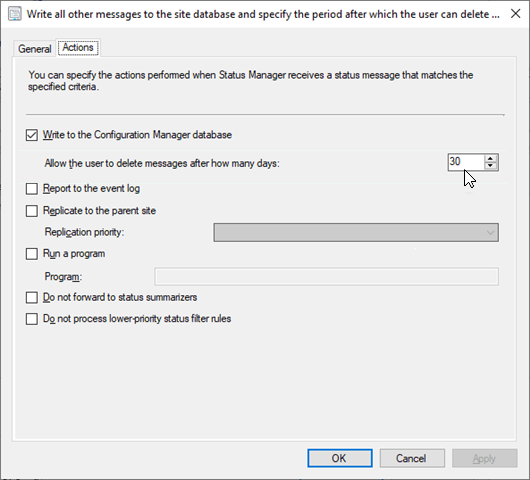 Write all other messages to the site database and specify the period after which the user can delete ...
General
Actions
You can specify the actions performed when Status Manager receives a status message that matches the
specified criteria.
Write to the Configuration Manager database
Allow the user to delete messages after how many days:
30
Report to the event log
Replicate to the parent site
Replication priority:
Run a program
Program:
Do not forward to status summarizers
Do not process lower-priority status filter rules
OK
Cancel
Apply